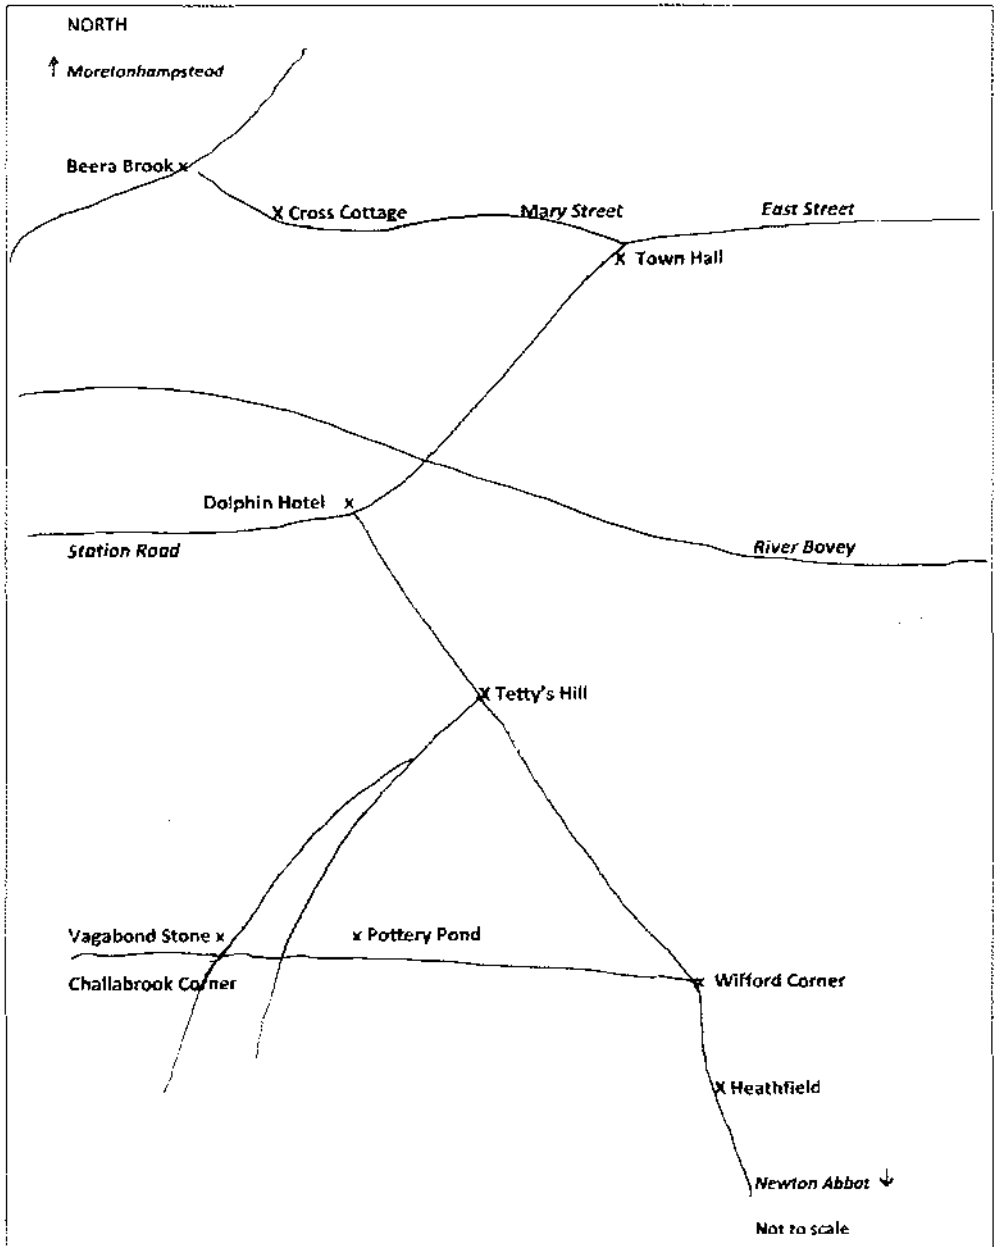 NORTH
↑ Moretonhampstead
Beera Brook x
X Cross Cottage
Mary Street
East Street
X Town Hall
Dolphin Hotel x
Station Road
River Bovey
X Tetty's Hill
Vagabond Stone x
x Pottery Pond
Challabrook Corner
x Wifford Corner
X Heathfield
Newton Abbot ↓
Not to scale